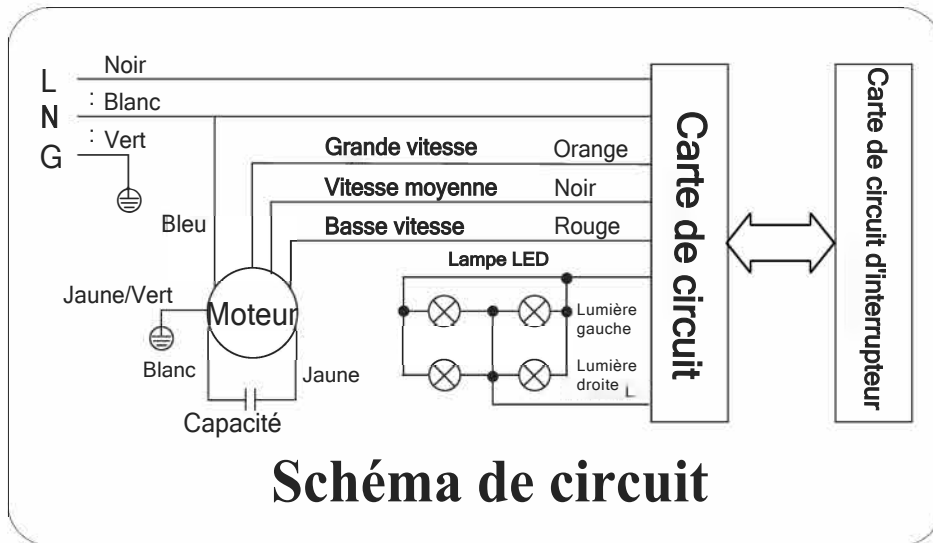 L Noir
N : Blanc
G : Vert
Grande vitesse Orange
Vitesse moyenne Noir
Basse vitesse Rouge
Bleu
Lampe LED
Jaune/Vert
Moteur
Lumière
gauche
Lumière
droite L
Blanc
Jaune
Capacité
Carte de circuit
Carte de circuit d'interrupteur
Schéma de circuit